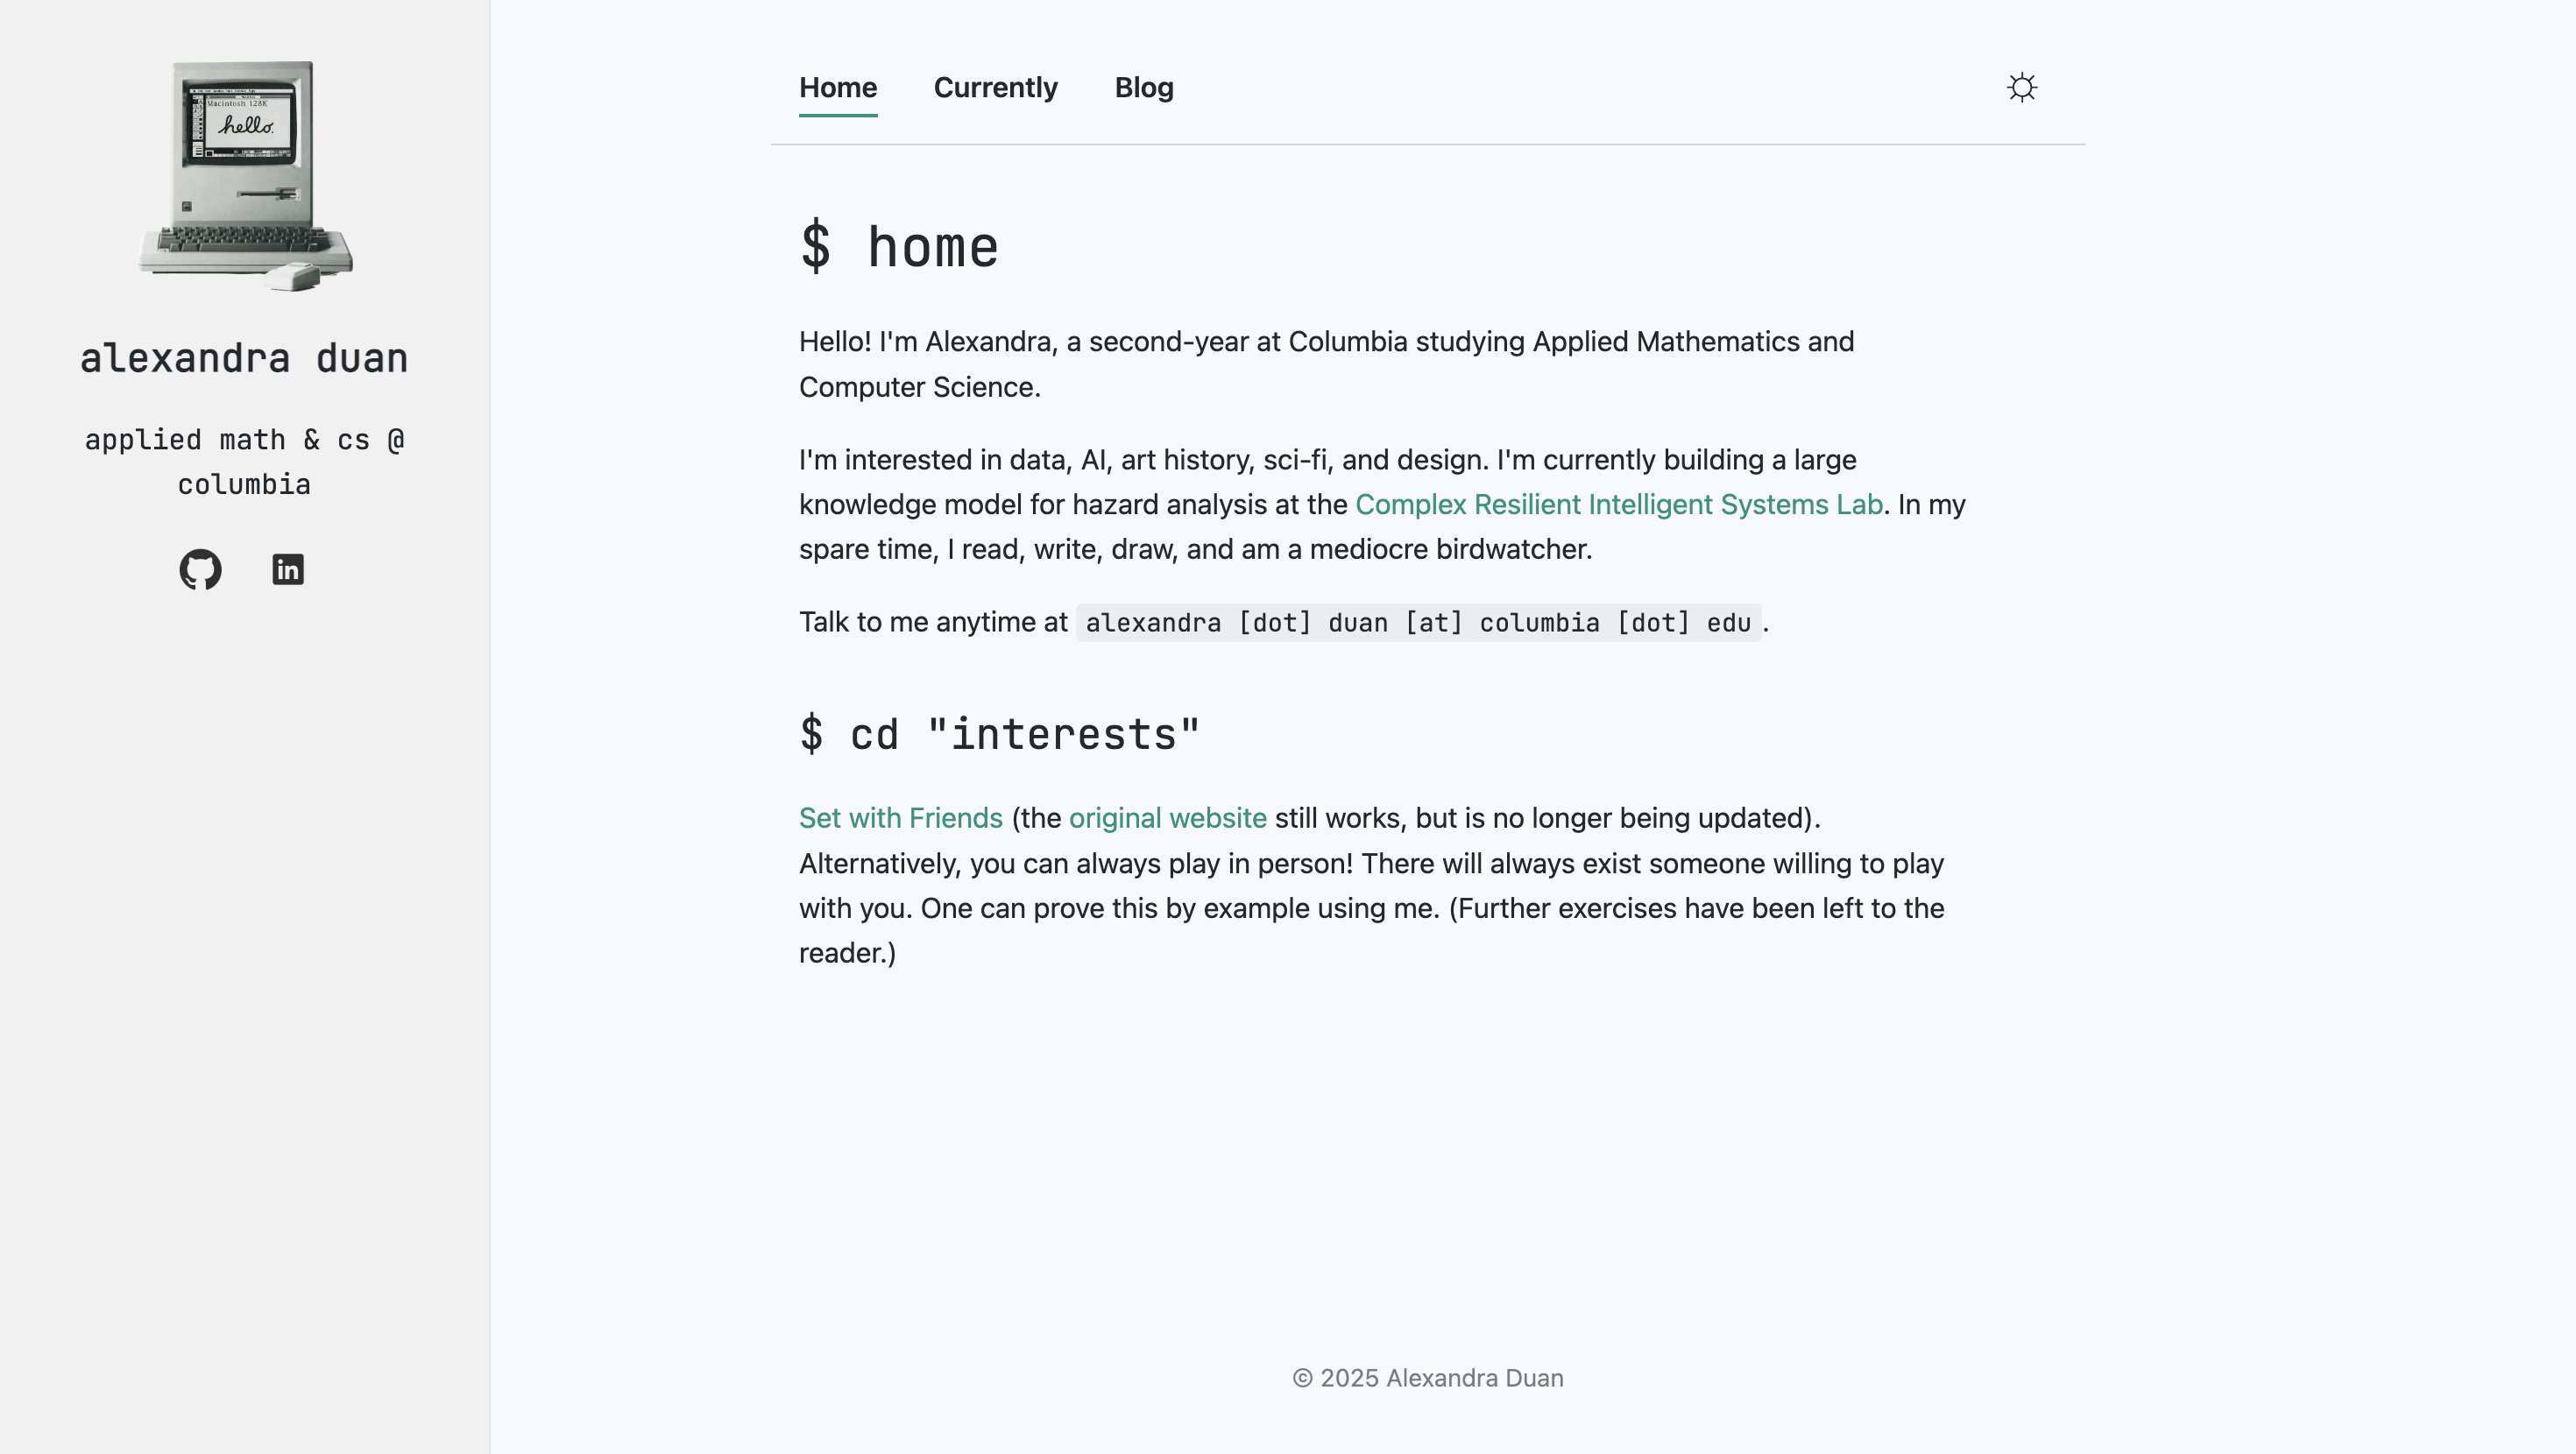 Macintosh 128K
hello.
alexandra duan
applied math & cs @
columbia
in
Home Currently Blog
$ home
Hello! I'm Alexandra, a second-year at Columbia studying Applied Mathematics and
Computer Science.
I'm interested in data, AI, art history, sci-fi, and design. I'm currently building a large
knowledge model for hazard analysis at the Complex Resilient Intelligent Systems Lab. In my
spare time, I read, write, draw, and am a mediocre birdwatcher.
Talk to me anytime at alexandra [dot] duan [at] columbia [dot] edu.
$ cd "interests"
Set with Friends (the original website still works, but is no longer being updated).
Alternatively, you can always play in person! There will always exist someone willing to play
with you. One can prove this by example using me. (Further exercises have been left to the
reader.)
© 2025 Alexandra Duan